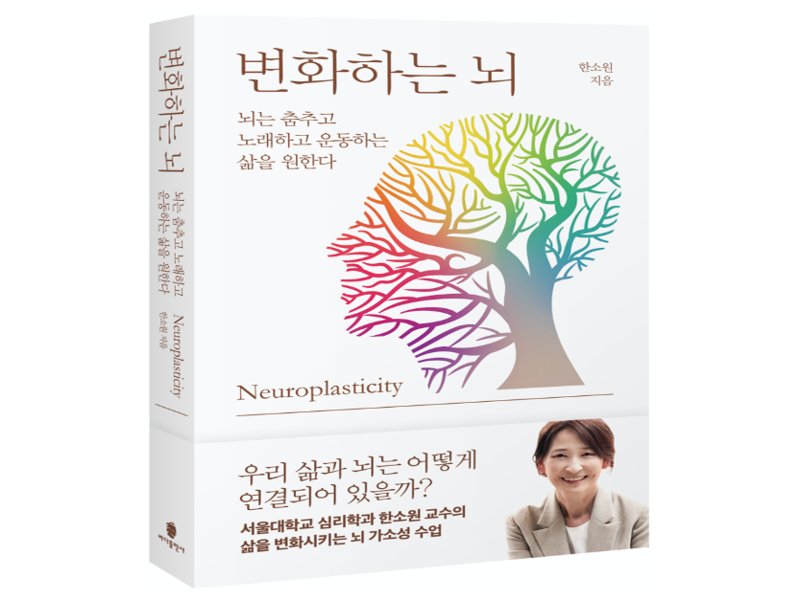 변화하는 뇌
한소원
지음
뇌는 춤추고
노래하고 운동하는
삶을 원한다
Neuroplasticity
우리 삶과 뇌는 어떻게
연결되어 있을까?
서울대학교 심리학과 한소원 교수의
삶을 변화시키는 뇌 가소성 수업
변화하는 뇌
뇌는 춤추고 노래하고
운동하는 삶을 원한다
Neuroplasticity
한소원 지음
바다출판사